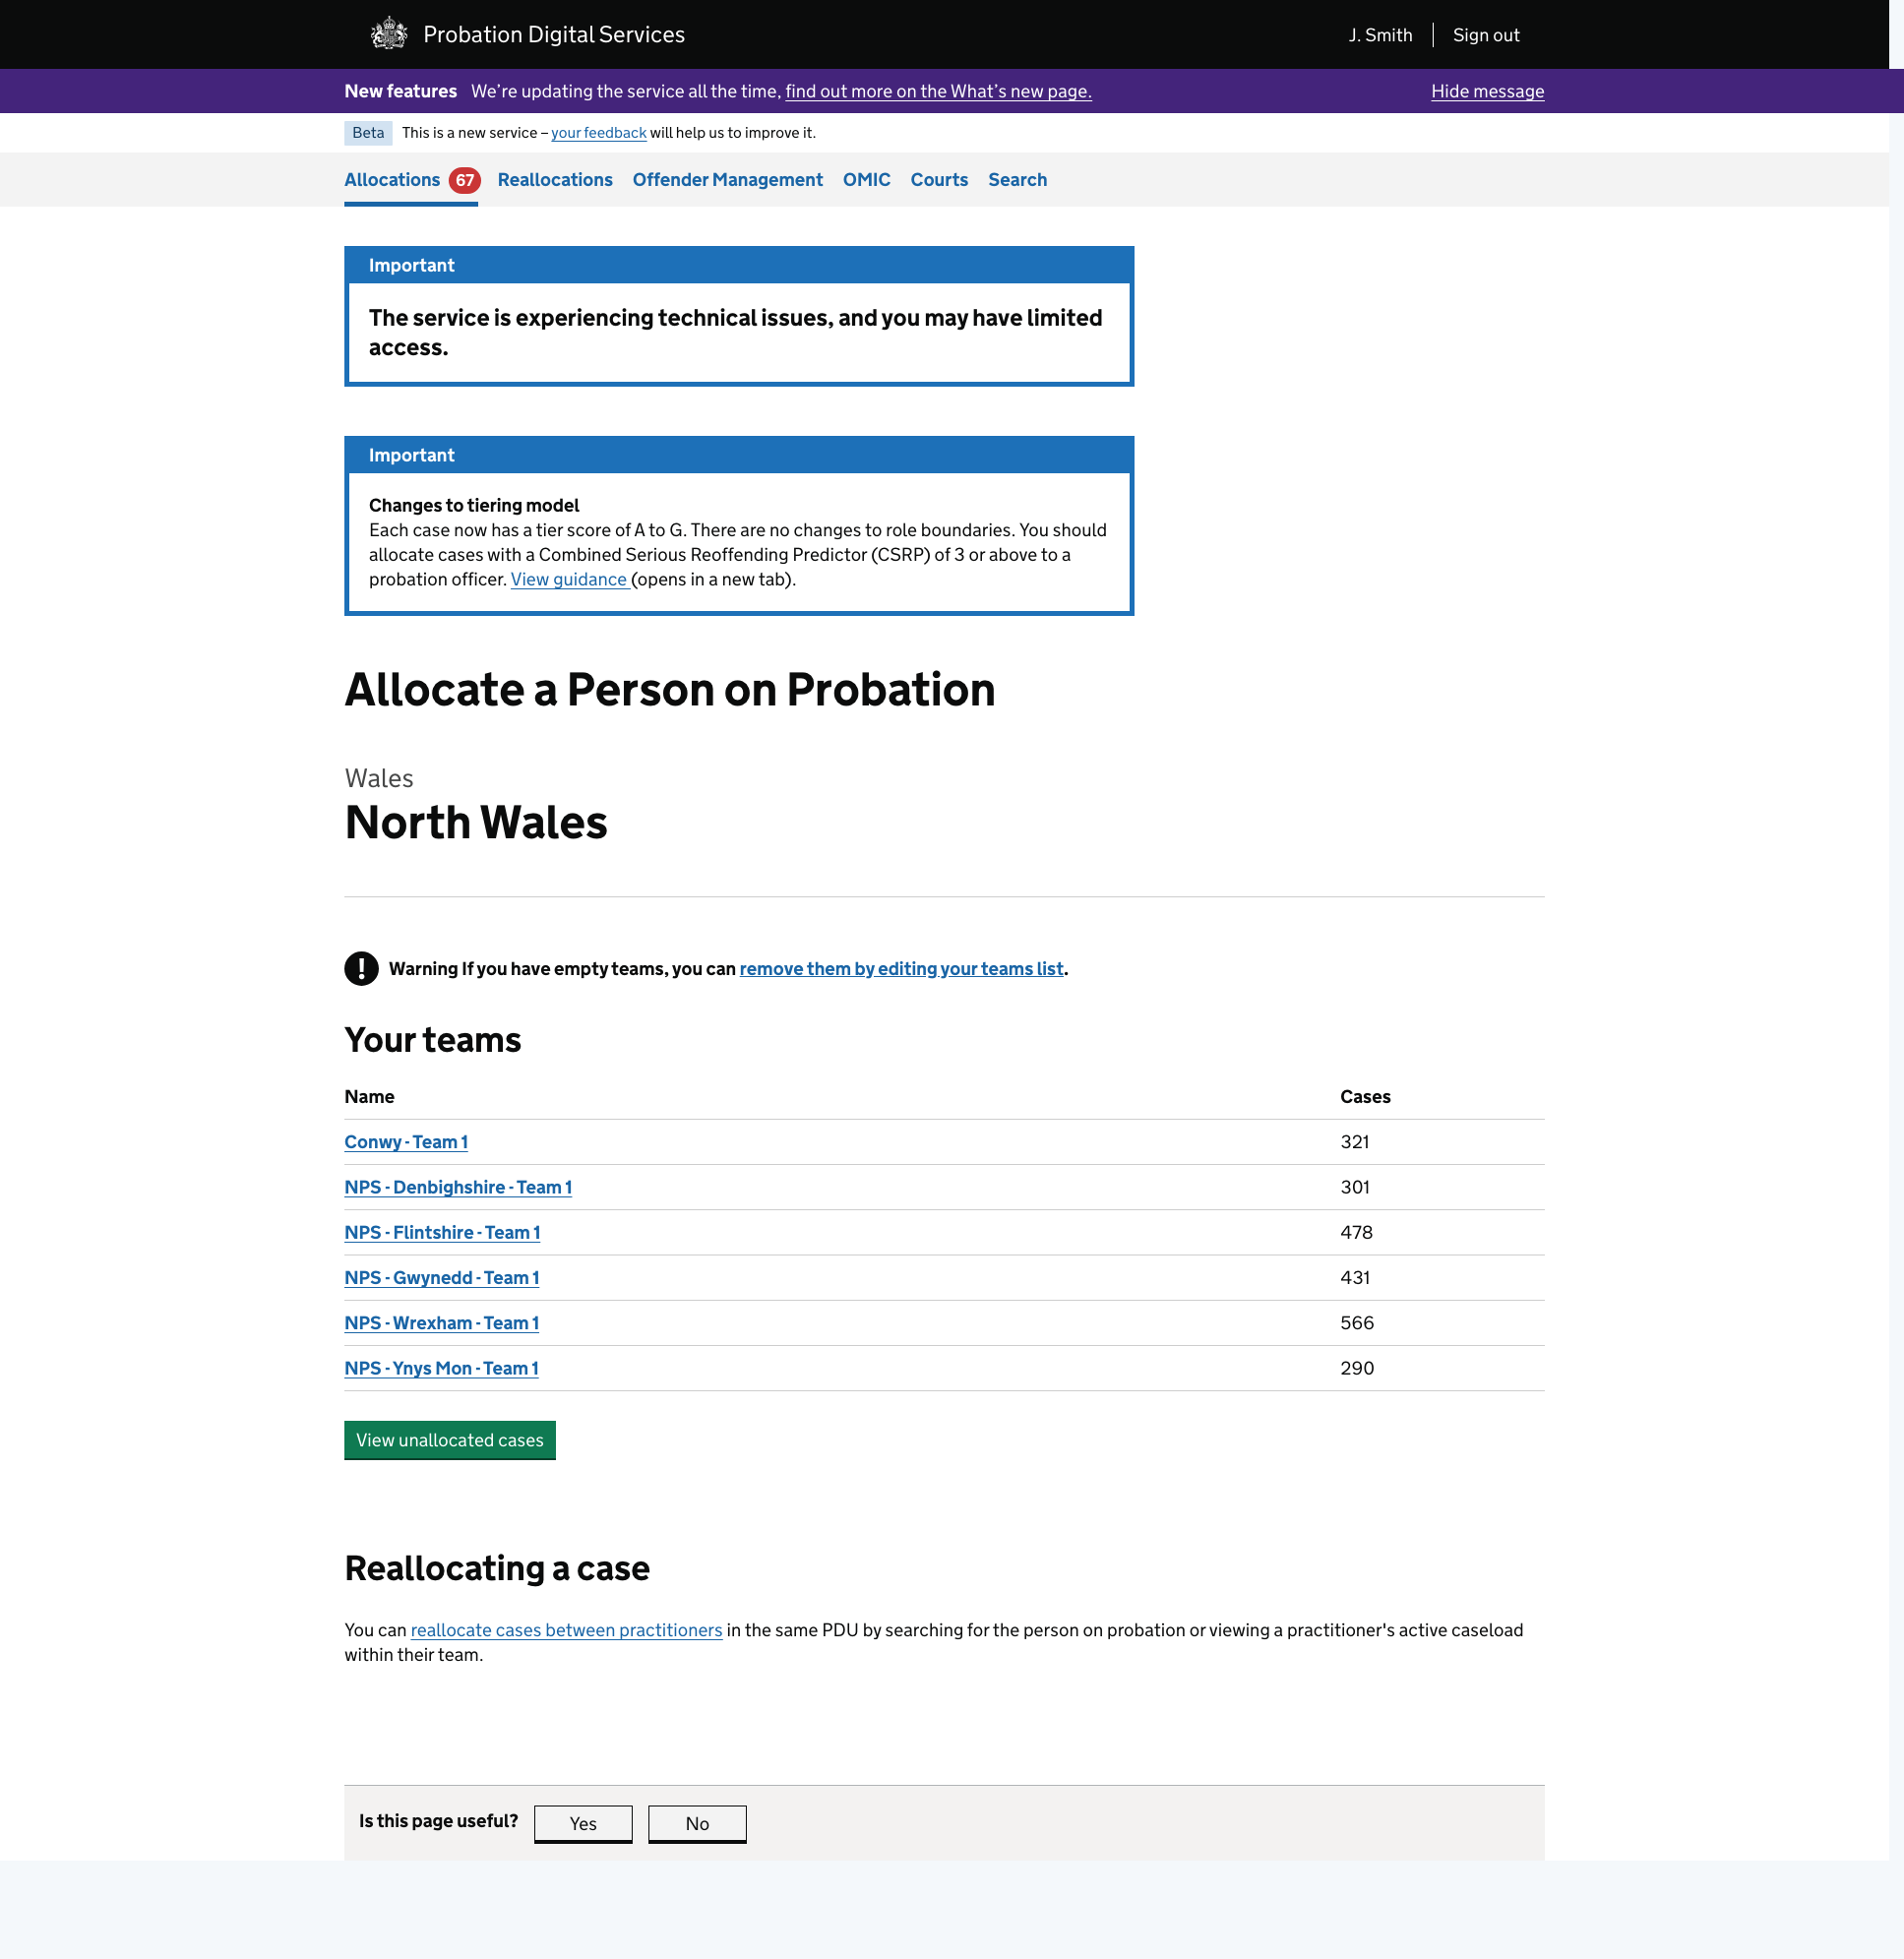 Probation Digital Services
J. Smith
Sign out
New features We’re updating the service all the time, find out more on the What’s new page.
Hide message
Beta This is a new service – your feedback will help us to improve it.
Allocations 67 Reallocations Offender Management OMIC Courts Search
Important
The service is experiencing technical issues, and you may have limited
access.
Important
Changes to tiering model
Each case now has a tier score of A to G. There are no changes to role boundaries. You should
allocate cases with a Combined Serious Reoffending Predictor (CSRP) of 3 or above to a
probation officer. View guidance (opens in a new tab).
Allocate a Person on Probation
Wales
North Wales
! Warning If you have empty teams, you can remove them by editing your teams list.
Your teams
Name Cases
Conwy - Team 1 321
NPS - Denbighshire - Team 1 301
NPS - Flintshire - Team 1 478
NPS - Gwynedd - Team 1 431
NPS - Wrexham - Team 1 566
NPS - Ynys Mon - Team 1 290
View unallocated cases
Reallocating a case
You can reallocate cases between practitioners in the same PDU by searching for the person on probation or viewing a practitioner's active caseload
within their team.
Is this page useful? Yes No